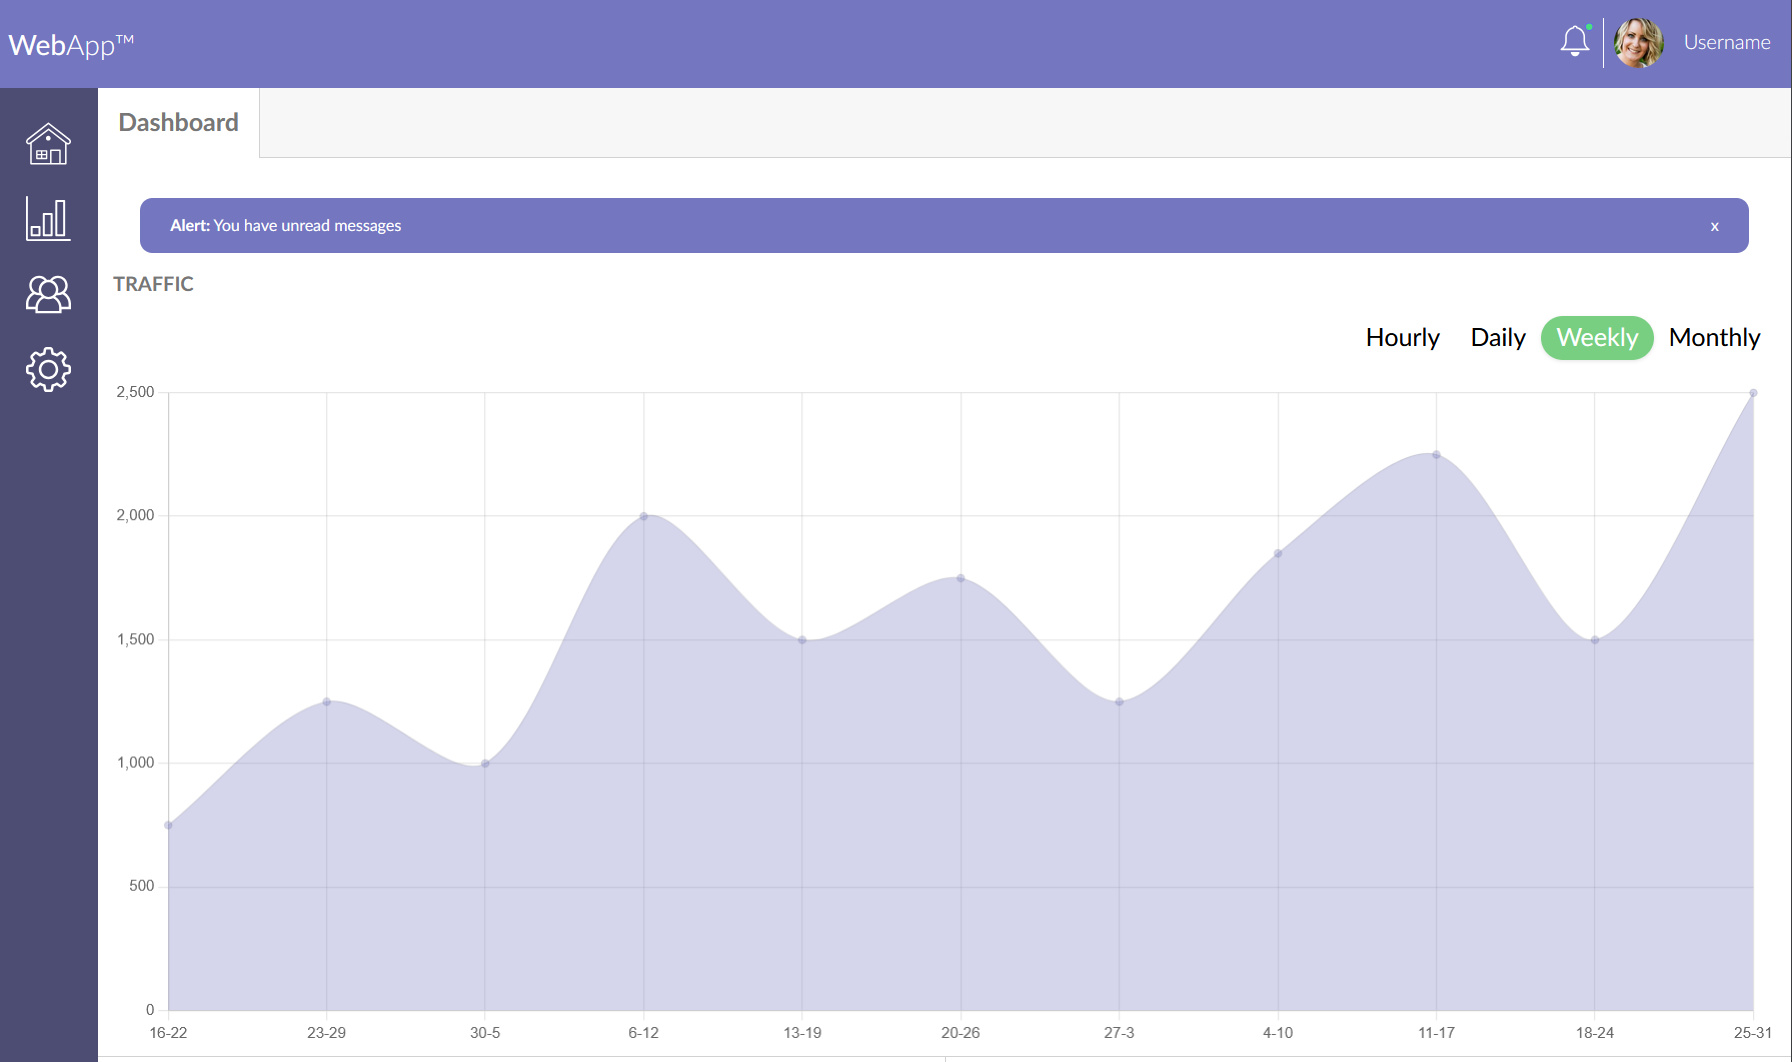 WebApp™
Username
Dashboard
Alert: You have unread messages
x
TRAFFIC
Hourly Daily Weekly Monthly
2,500
2,000
1,500
1,000
500
0
16-22 23-29 30-5 6-12 13-19 20-26 27-3 4-10 11-17 18-24 25-31